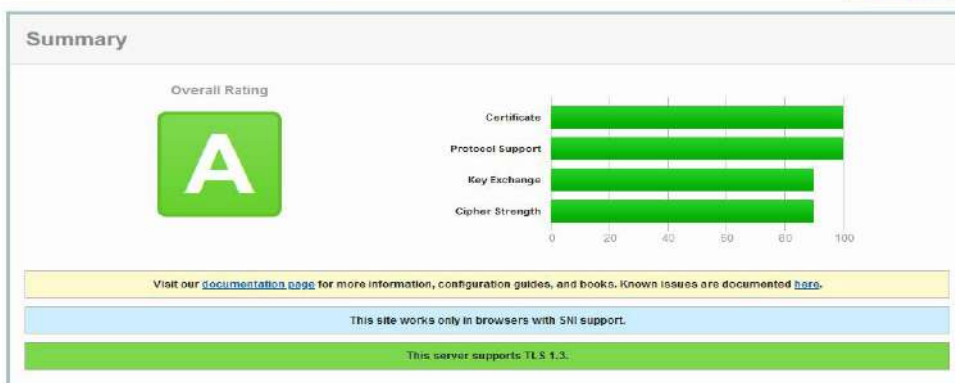 Summary
Overall Rating
A
Certificate
Protocol Support
Key Exchange
Cipher Strength
0 20 40 60 80 100
Visit our documentation page for more information, configuration guides, and books. Known issues are documented here.
This site works only in browsers with SNI support.
This server supports TLS 1.3.